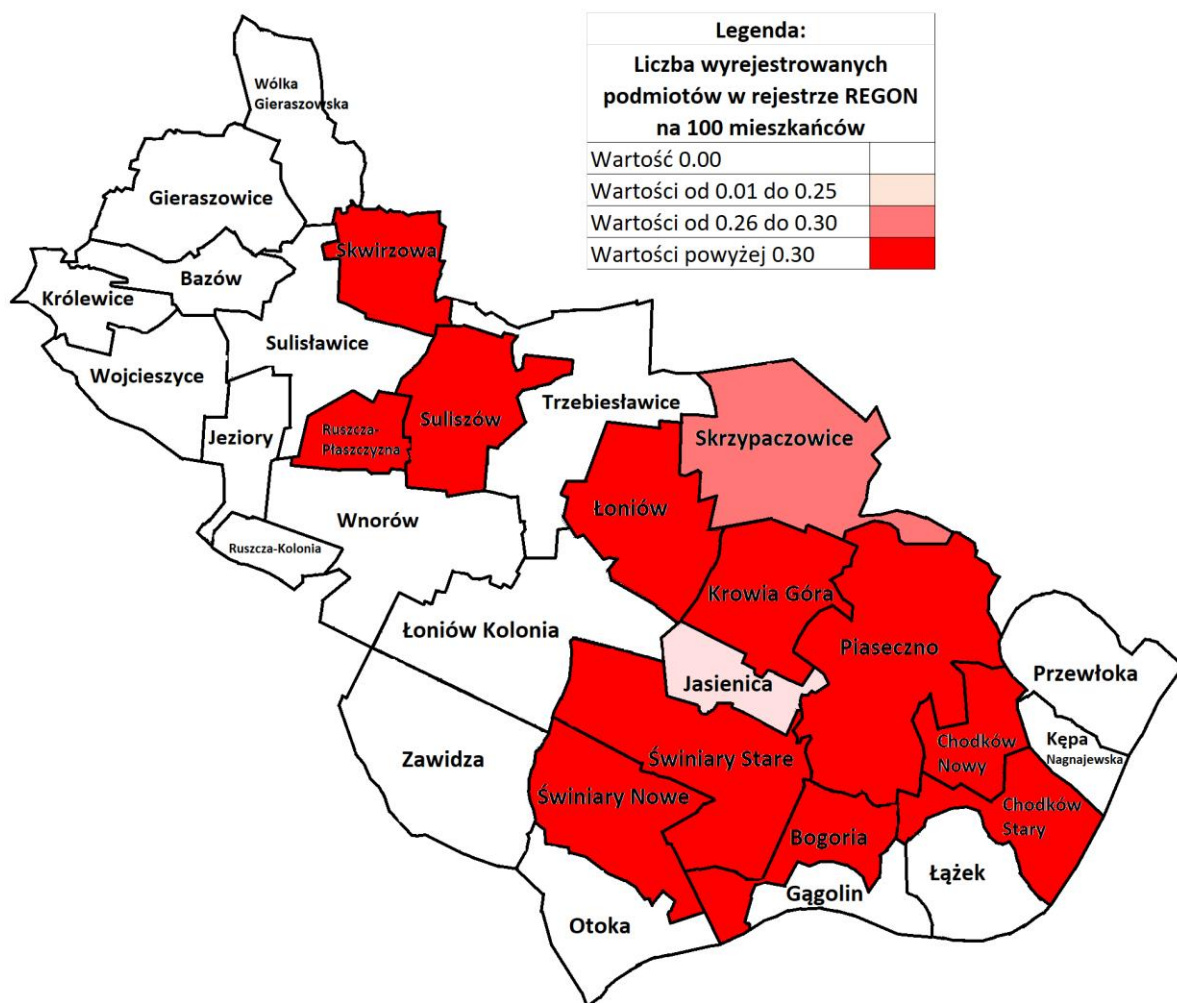 Legenda:
Liczba wyrejestrowanych
podmiotów w rejestrze REGON
na 100 mieszkańców
Wartość 0.00
Wartości od 0.01 do 0.25
Wartości od 0.26 do 0.30
Wartości powyżej 0.30
Wólka
Gieraszowska
Gieraszowice
Skwirzowa
Bazów
Królewice
Sulisławice
Wojcieszyce
Trzebiesławice
Suliszów
Ruszcza-
Płaszczyzna
Jeziory
Skrzypaczowice
Łoniów
Wnorów
Ruszcza-Kolonia
Krowia Góra
Łoniów Kolonia
Piaseczno
Przewłoka
Jasienica
Kępa
Nagnajewska
Chodków
Nowy
Zawidza
Świniary Stare
Świniary Nowe
Chodków
Stary
Bogoria
Łążek
Gągolin
Otoka